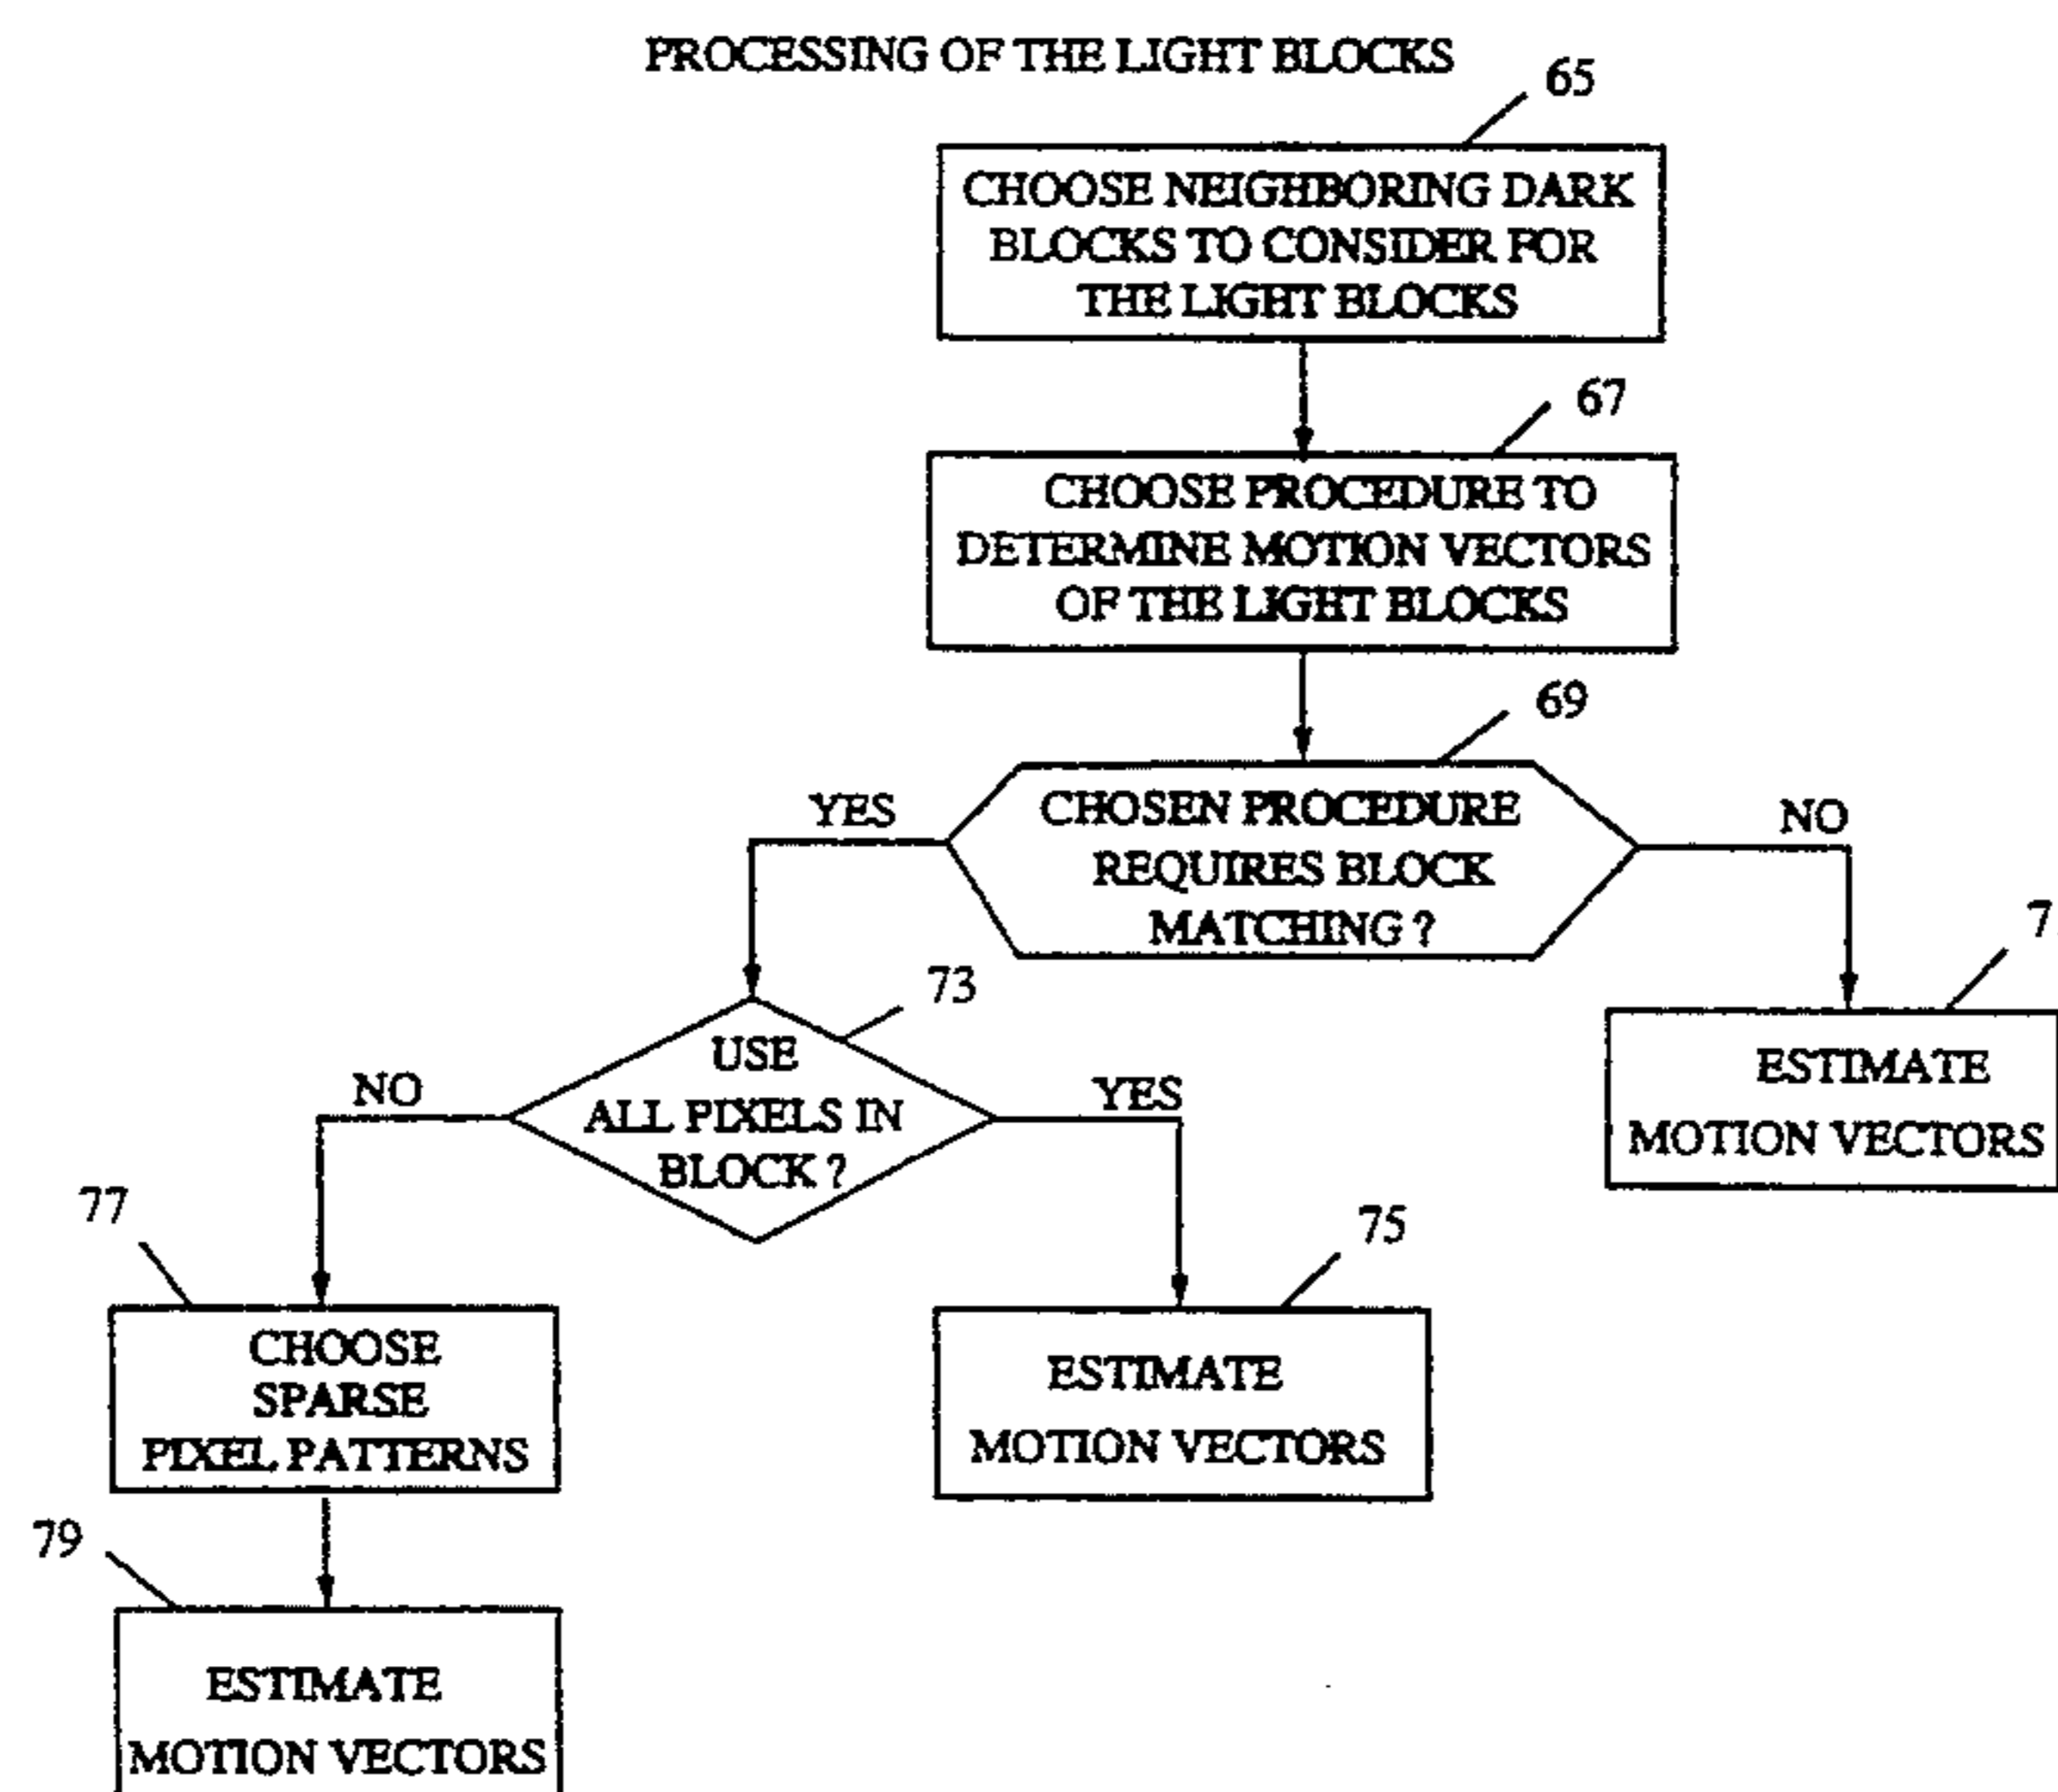 PROCESSING OF THE LIGHT BLOCKS
65
CHOOSE NEIGHBORING DARK
BLOCKS TO CONSIDER FOR
THE LIGHT BLOCKS
67
CHOOSE PROCEDURE TO
DETERMINE MOTION VECTORS
OF THE LIGHT BLOCKS
69
CHOSEN PROCEDURE
REQUIRES BLOCK
MATCHING ?
YES
NO
7
ESTIMATE
MOTION VECTORS
73
USE
ALL PIXELS IN
BLOCK ?
NO
YES
77
CHOOSE
SPARSE
PIXEL PATTERNS
75
ESTIMATE
MOTION VECTORS
79
ESTIMATE
MOTION VECTORS